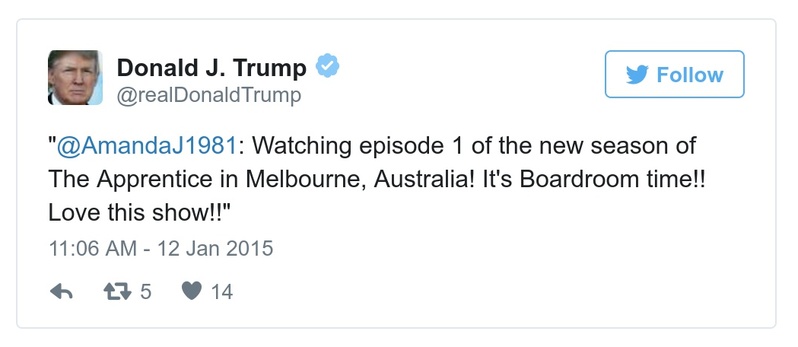 Donald J. Trump
@realDonaldTrump
Follow
"@AmandaJ1981: Watching episode 1 of the new season of
The Apprentice in Melbourne, Australia! It's Boardroom time!!
Love this show!!"
11:06 AM - 12 Jan 2015
5 14